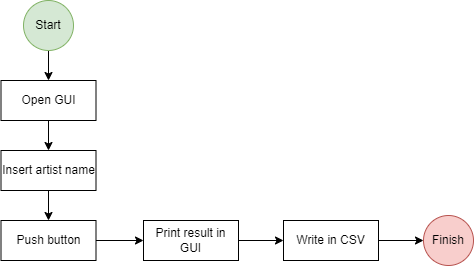 Start
Open GUI
Insert artist name
Push button
Print result in
GUI
Write in CSV
Finish